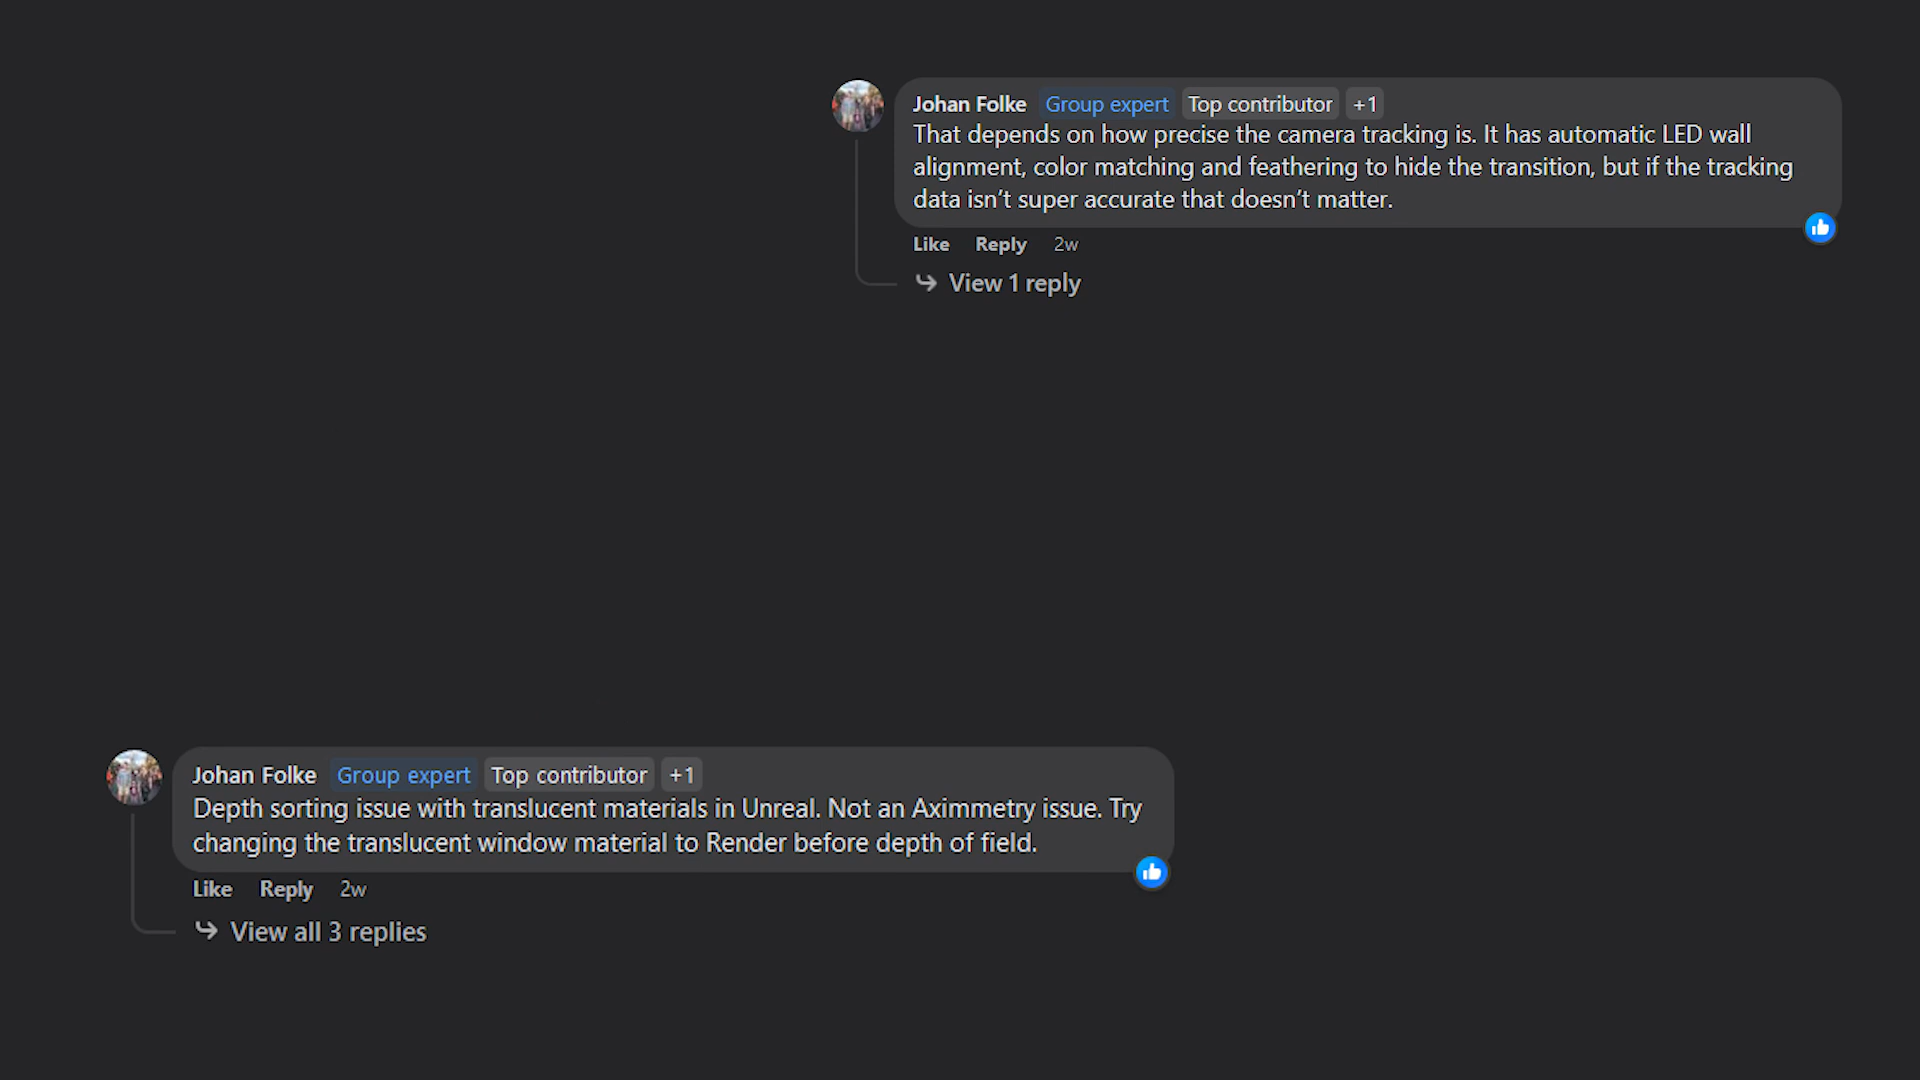 Johan Folke Group expert Top contributor +1
That depends on how precise the camera tracking is. It has automatic LED wall
alignment, color matching and feathering to hide the transition, but if the tracking
data isn’t super accurate that doesn’t matter.
Like Reply 2w
View 1 reply
Johan Folke Group expert Top contributor +1
Depth sorting issue with translucent materials in Unreal. Not an Aximmetry issue. Try
changing the translucent window material to Render before depth of field.
Like Reply 2w
View all 3 replies